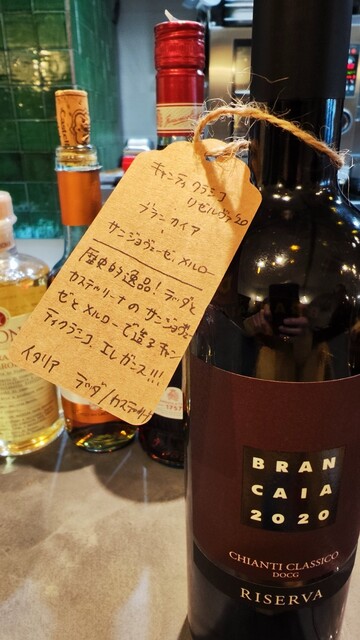 キャンティ クラシコ
リゼルヴァ '20
ブランカイア
サンジョヴェーゼ、メルロー
歴史的逸品！ラッダと
カステリーナのサンジョヴェー
ゼとメルローで造るキャン
ティクラシコ、エレガンス!!!
イタリア ラッダ/カステリーナ
BRAN
CAIA
2020
CHIANTI CLASSICO
DOCG
RISERVA
1757